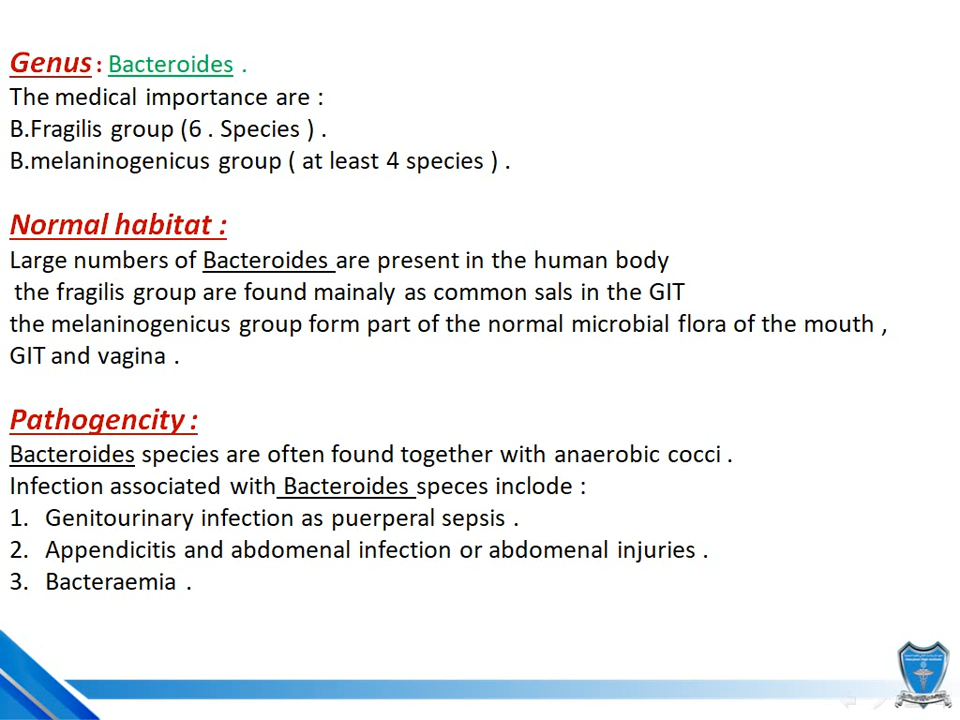 Genus : Bacteroides .
The medical importance are :
B.Fragilis group (6 . Species ) .
B.melaninogenicus group ( at least 4 species ) .
Normal habitat :
Large numbers of Bacteroides are present in the human body
the fragilis group are found mainaly as common sals in the GIT
the melaninogenicus group form part of the normal microbial flora of the mouth ,
GIT and vagina .
Pathogencity :
Bacteroides species are often found together with anaerobic cocci .
Infection associated with Bacteroides speces include :
1. Genitourinary infection as puerperal sepsis .
2. Appendicitis and abdomenal infection or abdomenal injuries .
3. Bacteraemia .